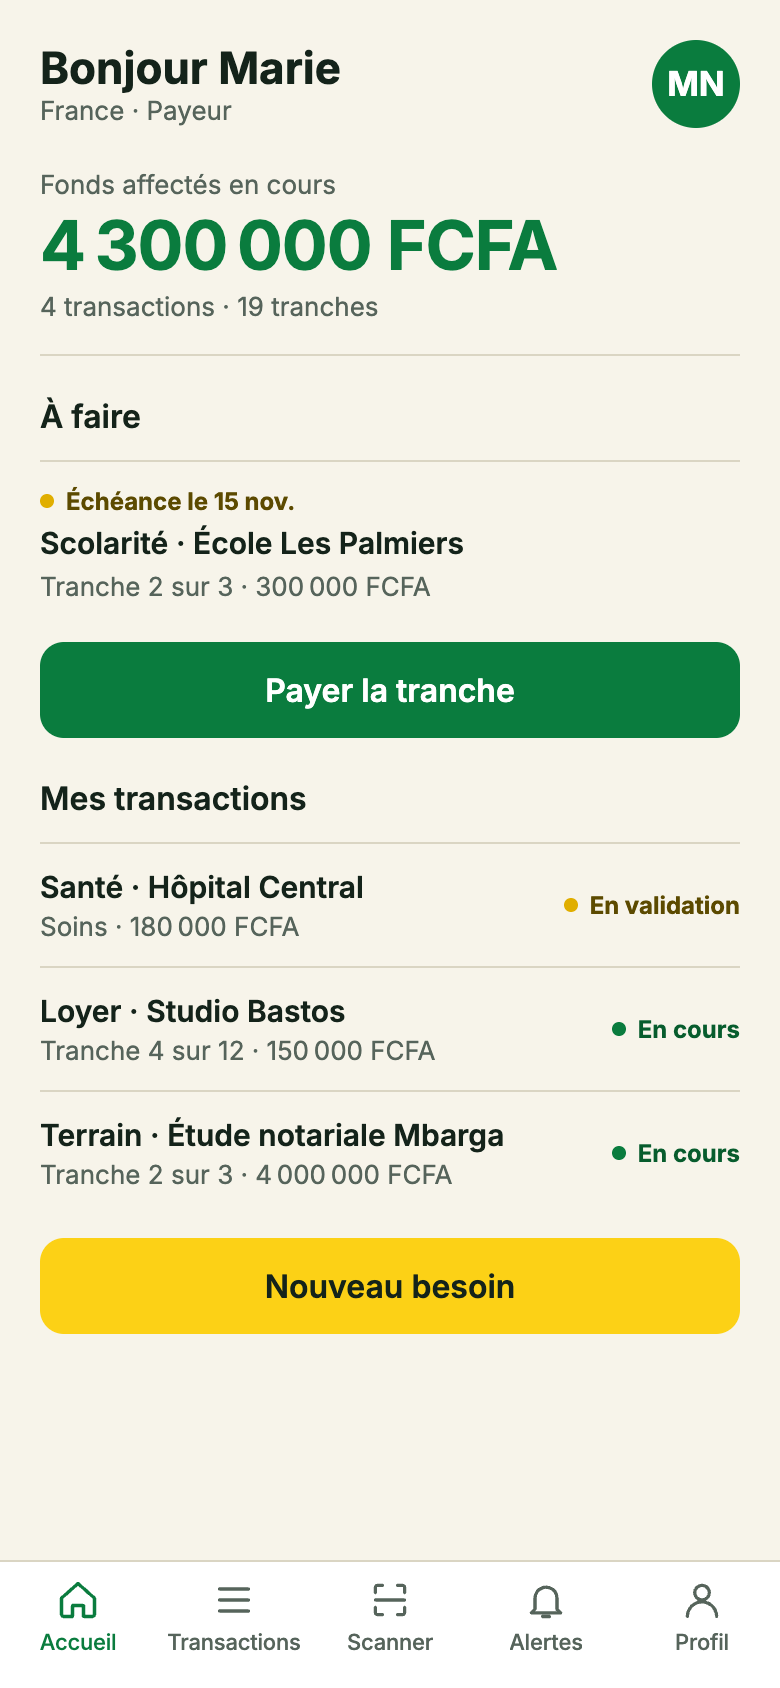 Bonjour Marie
MN
France · Payeur
Fonds affectés en cours
4 300 000 FCFA
4 transactions · 19 tranches
À faire
Échéance le 15 nov.
Scolarité · École Les Palmiers
Tranche 2 sur 3 · 300 000 FCFA
Payer la tranche
Mes transactions
Santé · Hôpital Central
Soins · 180 000 FCFA
En validation
Loyer · Studio Bastos
Tranche 4 sur 12 · 150 000 FCFA
En cours
Terrain · Étude notariale Mbarga
Tranche 2 sur 3 · 4 000 000 FCFA
En cours
Nouveau besoin
Accueil
Transactions
Scanner
Alertes
Profil